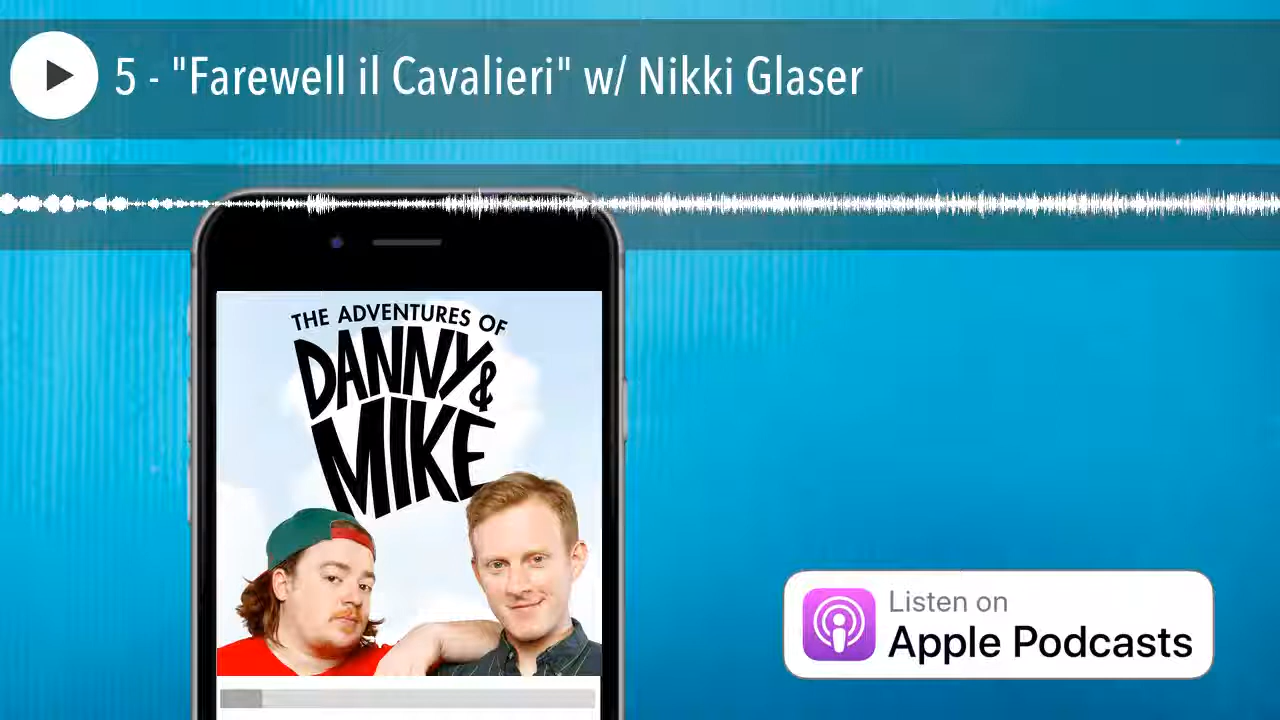 5 - "Farewell il Cavalieri" w/ Nikki Glaser
THE ADVENTURES OF
DANNY &
MIKE
Listen on
Apple Podcasts